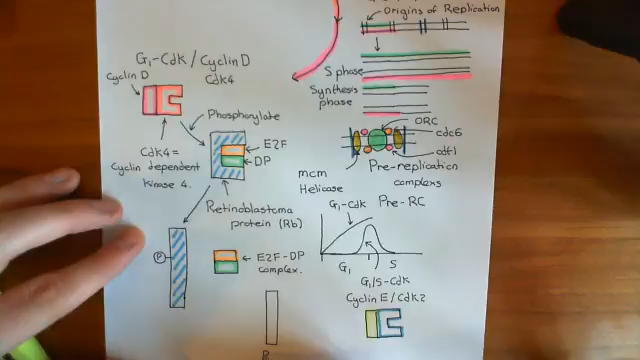 Origins of Replication
G₁-Cdk / Cyclin D
Cyclin D
Cdk4
S phase
Synthesis
phase
Phosphorylate
ORC
cdc6
cdt1
E2F
DP
Cdk4 =
Cyclin dependent
Kinase 4.
mcm
Helicase
Pre-replication
complexs
Retinoblastoma
protein (Rb)
G₁-Cdk
Pre-RC
P
E2F-DP
complex.
G₁
S
G₁/S-Cdk
Cyclin E/Cdk2